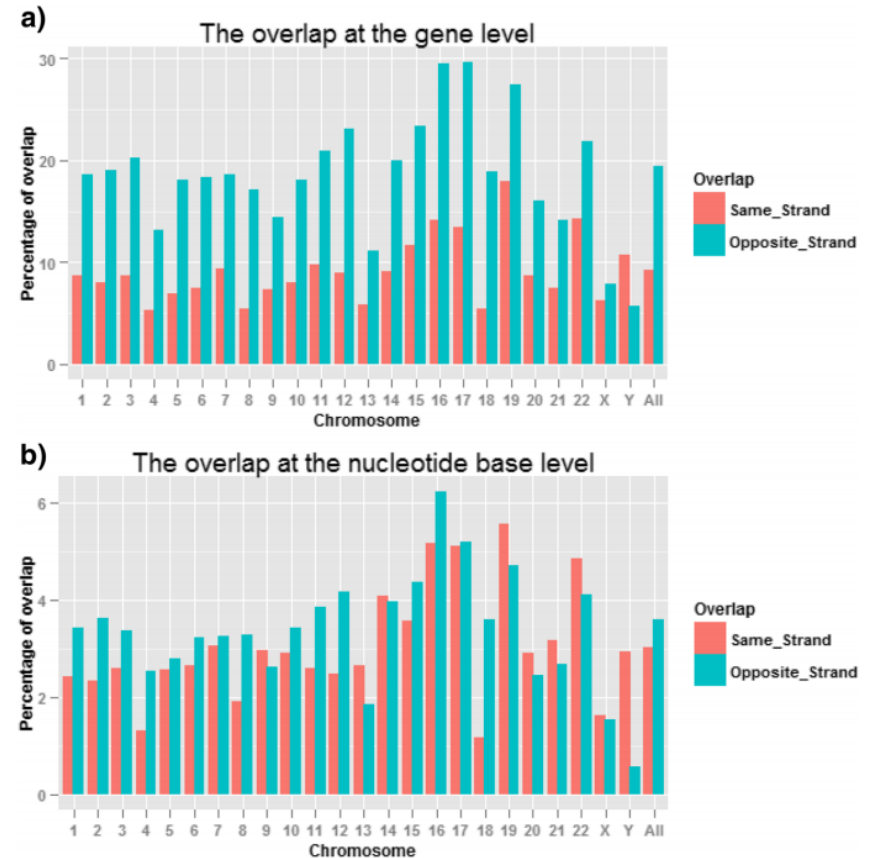 a)
The overlap at the gene level
Percentage of overlap
30
20
10
0
1 2 3 4 5 6 7 8 9 10 11 12 13 14 15 16 17 18 19 20 21 22 X Y All
Chromosome
Overlap
Same_Strand
Opposite_Strand
b)
The overlap at the nucleotide base level
Percentage of overlap
6
4
2
0
1 2 3 4 5 6 7 8 9 10 11 12 13 14 15 16 17 18 19 20 21 22 X Y All
Chromosome
Overlap
Same_Strand
Opposite_Strand